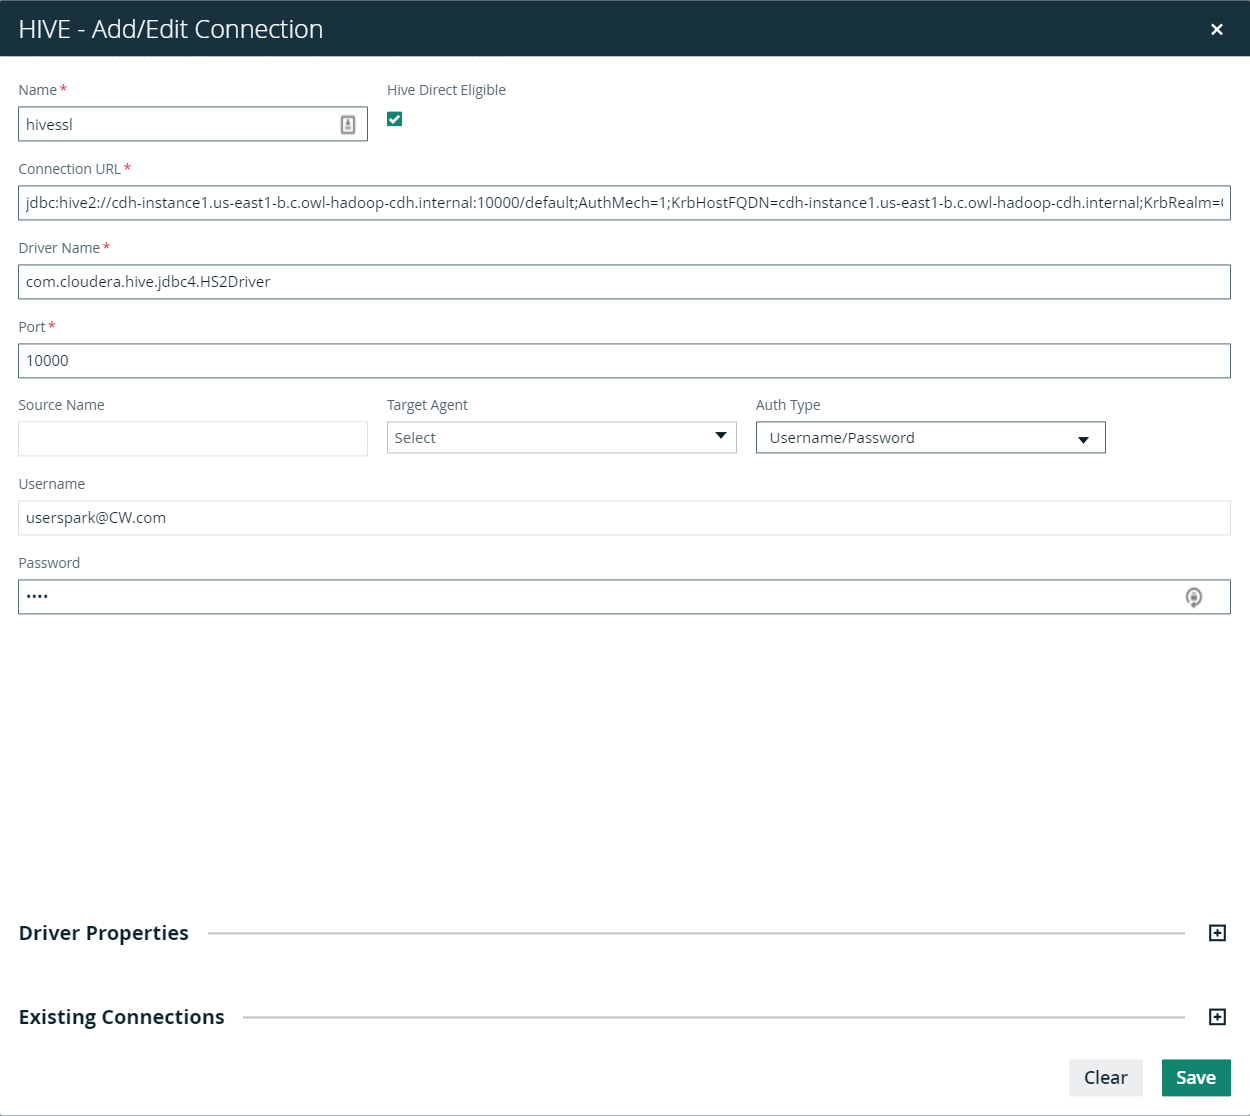 HIVE - Add/Edit Connection
Name*
Hive Direct Eligible
hivessl
Connection URL*
jdbc:hive2://cdh-instance1.us-east1-b.c.owl-hadoop-cdh.internal:10000/default;AuthMech=1;KrbHostFQDN=cdh-instance1.us-east1-b.c.owl-hadoop-cdh.internal;KrbRealm=
Driver Name*
com.cloudera.hive.jdbc4.HS2Driver
Port*
10000
Source Name
Target Agent
Auth Type
Select
Username/Password
Username
userspark@CW.com
Password
••••
Driver Properties
Existing Connections
Clear
Save